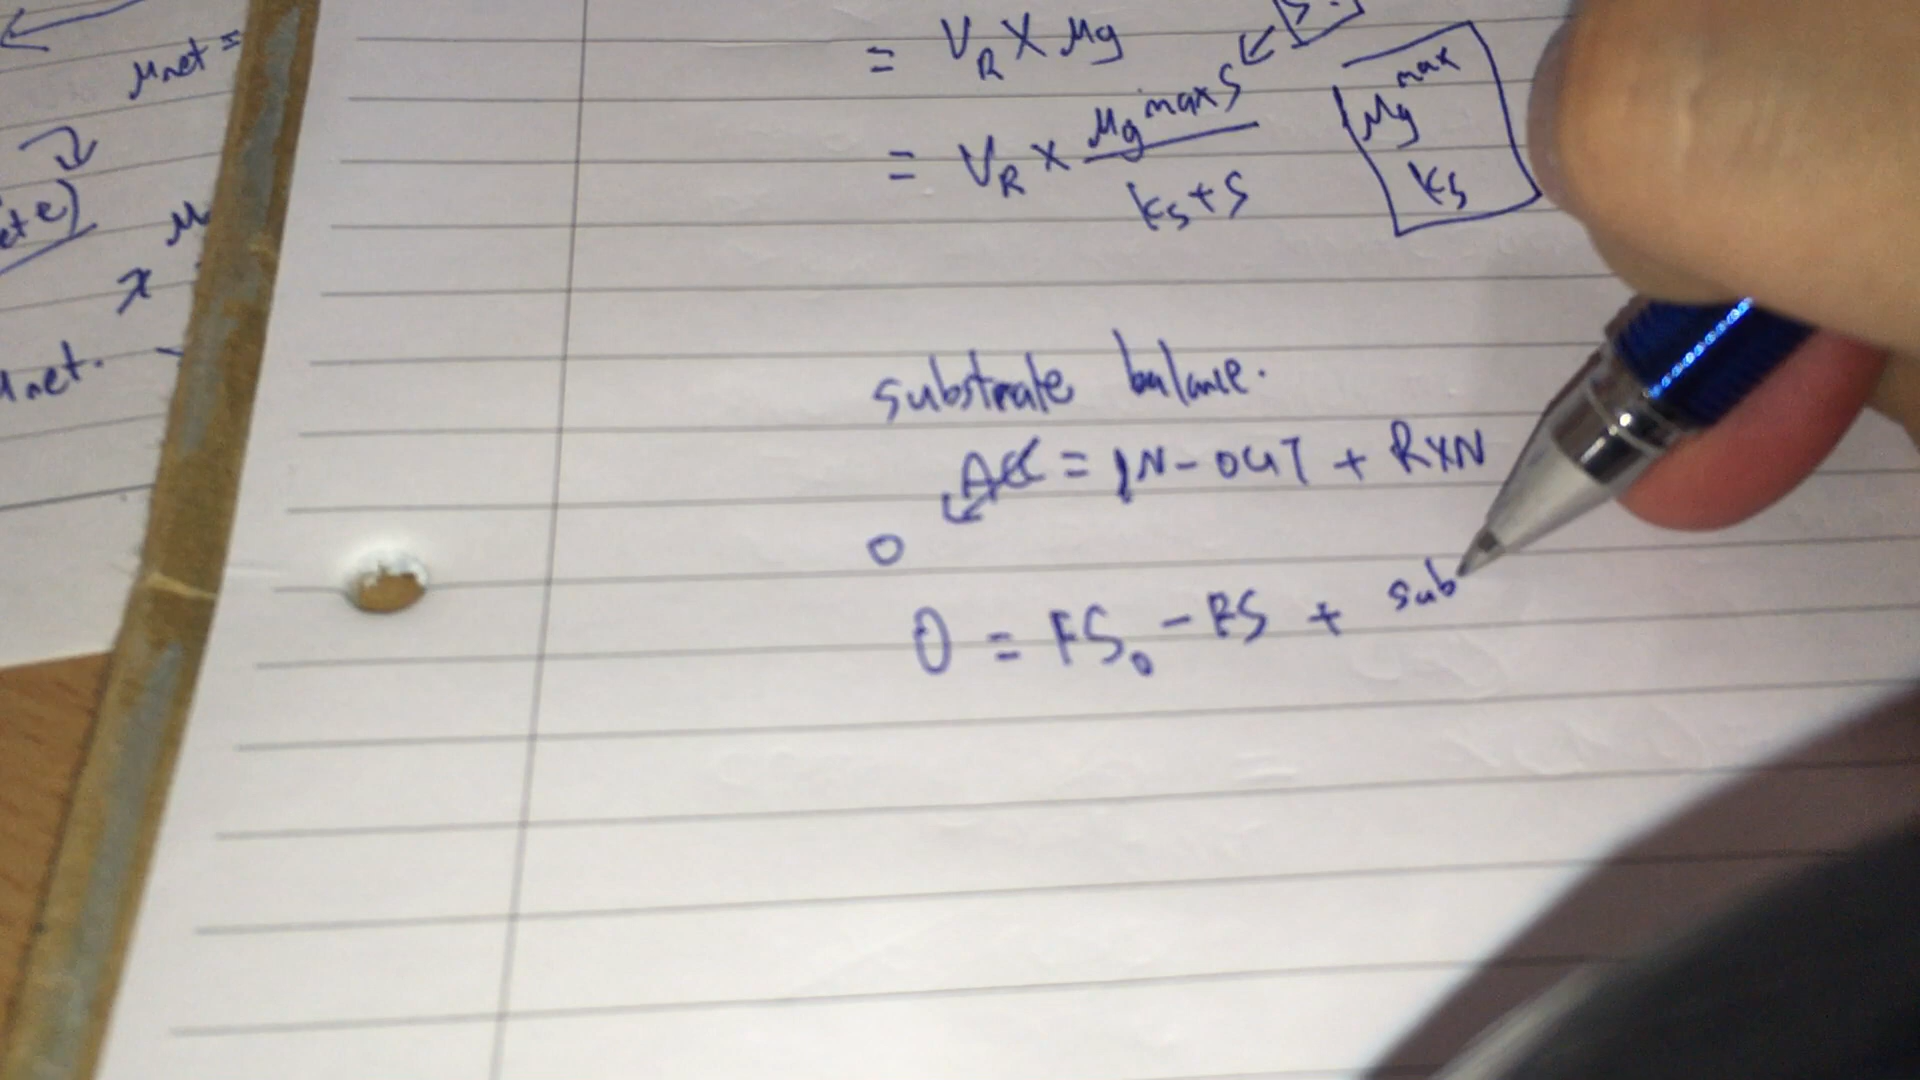 μnet =
ete)
μ
x
μnet.
= V_R X μg
= V_R X μg^max S / (Ks + S)
μg^max
Ks
substrate balance.
ACC = IN - OUT + RXN
0
0 = FS₀ - FS + sub